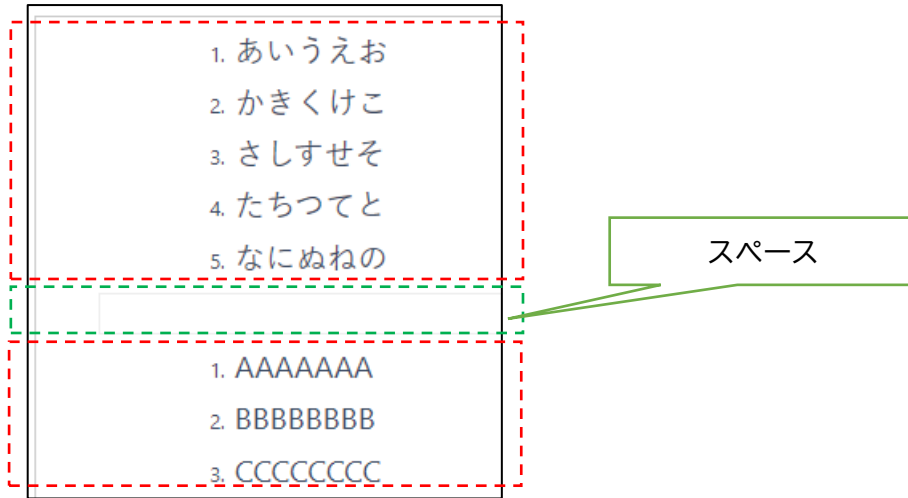 1. あいうえお
2. かきくけこ
3. さしすせそ
4. たちつてと
5. なにぬねの
スペース
1. AAAAAAA
2. BBBBBBBB
3. CCCCCCCC